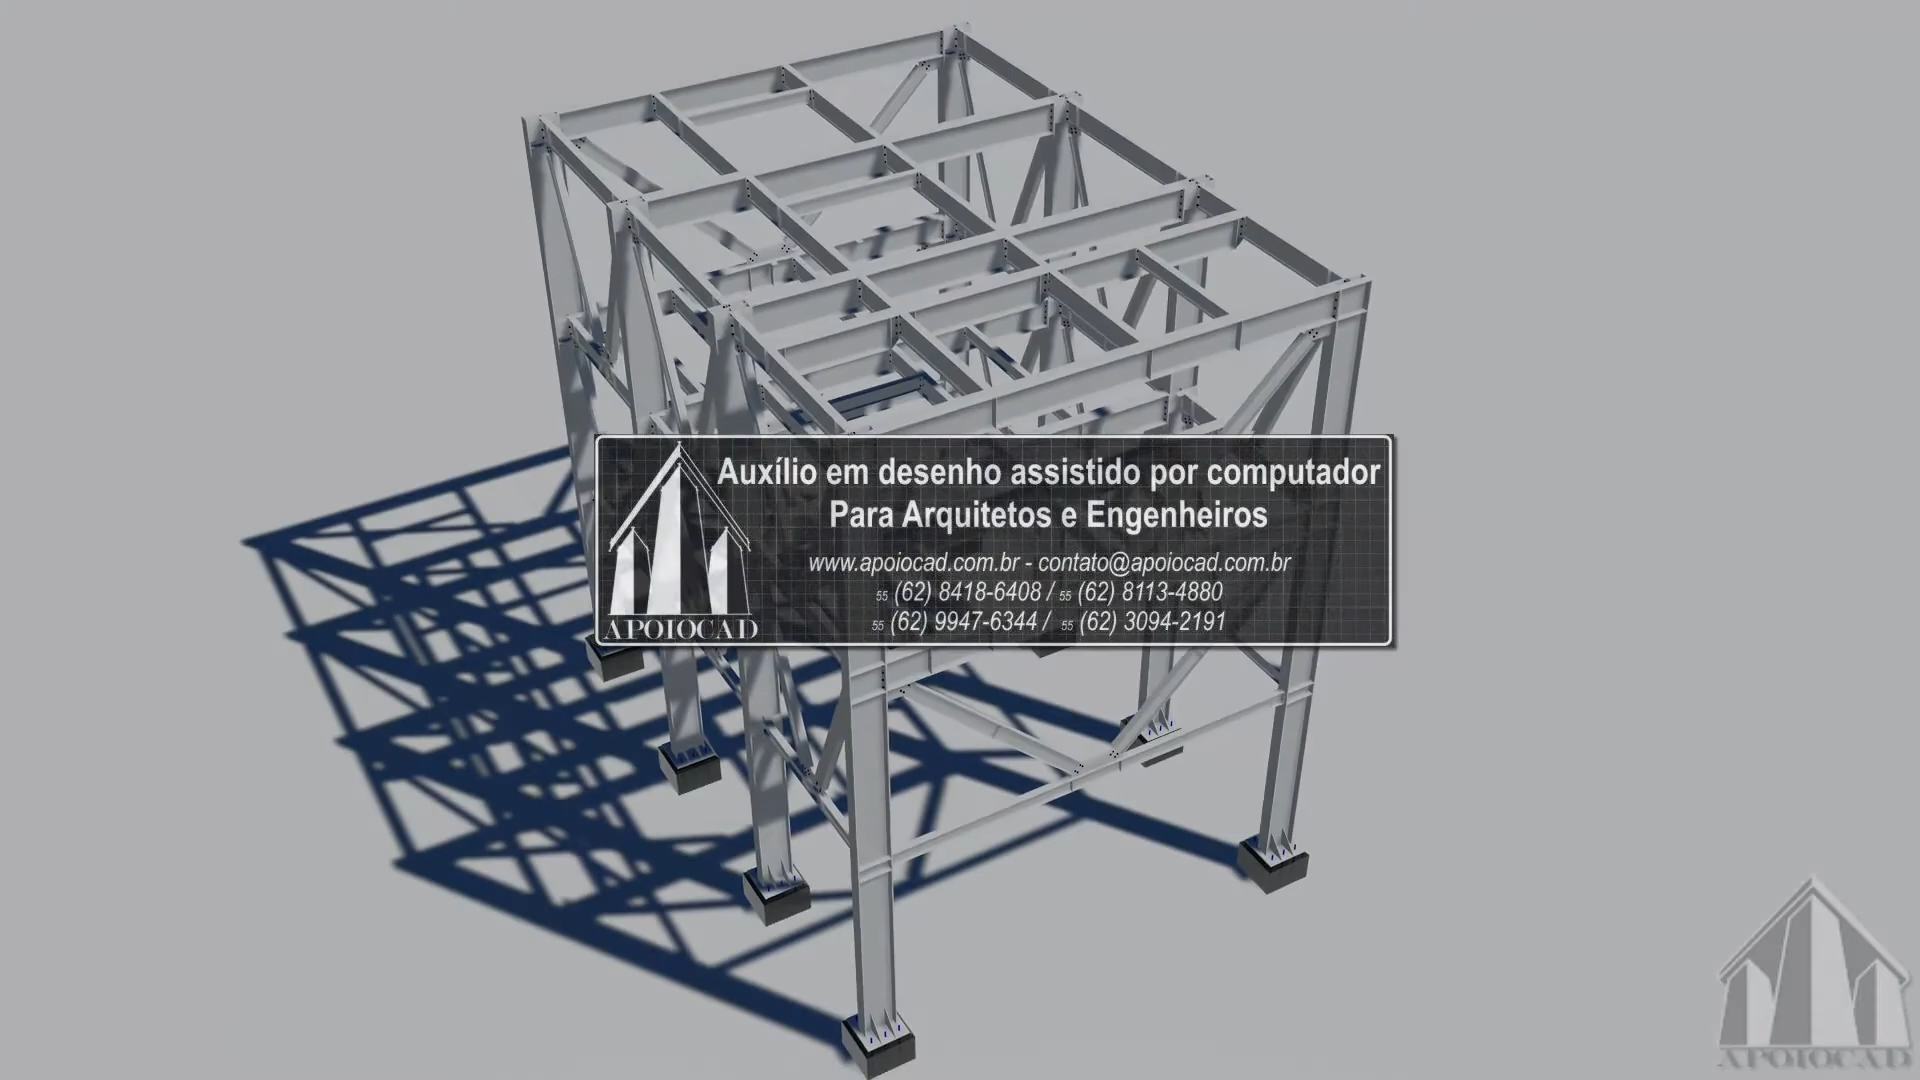 Auxílio em desenho assistido por computador
Para Arquitetos e Engenheiros
www.apoiocad.com.br - contato@apoiocad.com.br
55 (62) 8418-6408 / 55 (62) 8113-4880
55 (62) 9947-6344 / 55 (62) 3094-2191
APOIOCAD
APOIOCAD